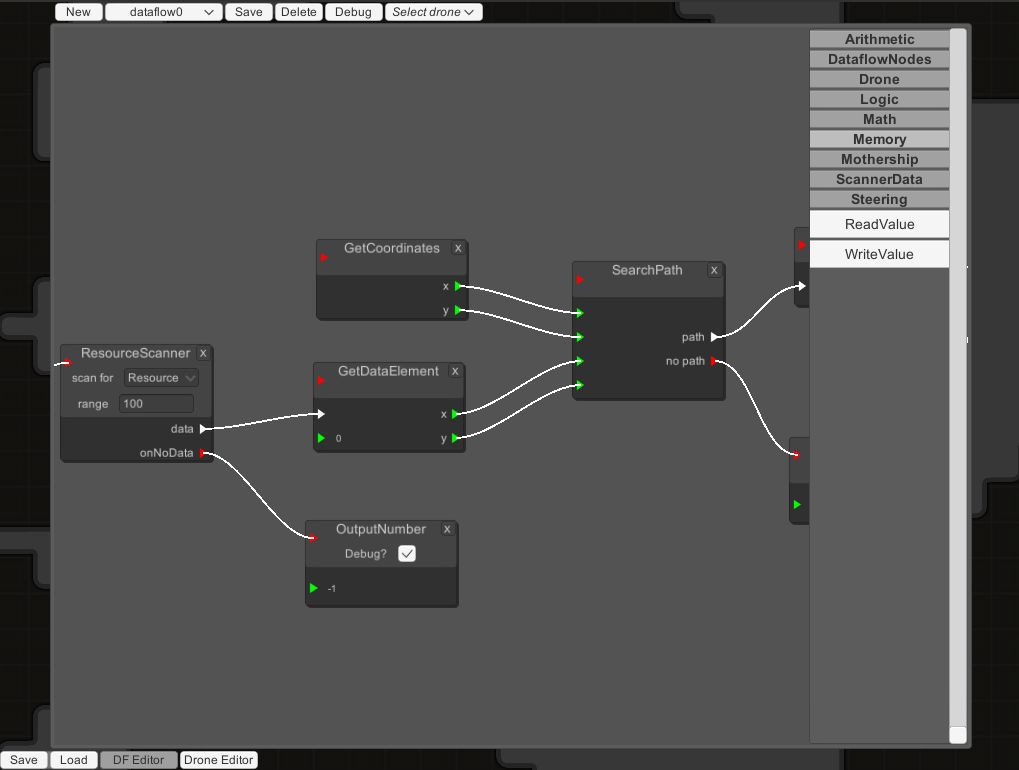 New dataflow0 Save Delete Debug Select drone
Arithmetic
DataflowNodes
Drone
Logic
Math
Memory
Mothership
ScannerData
Steering
ReadValue
WriteValue
GetCoordinates X
x
y
SearchPath X
path
no path
ResourceScanner X
scan for Resource
range 100
data
onNoData
GetDataElement X
x
0 y
OutputNumber X
Debug?
-1
Save Load DF Editor Drone Editor